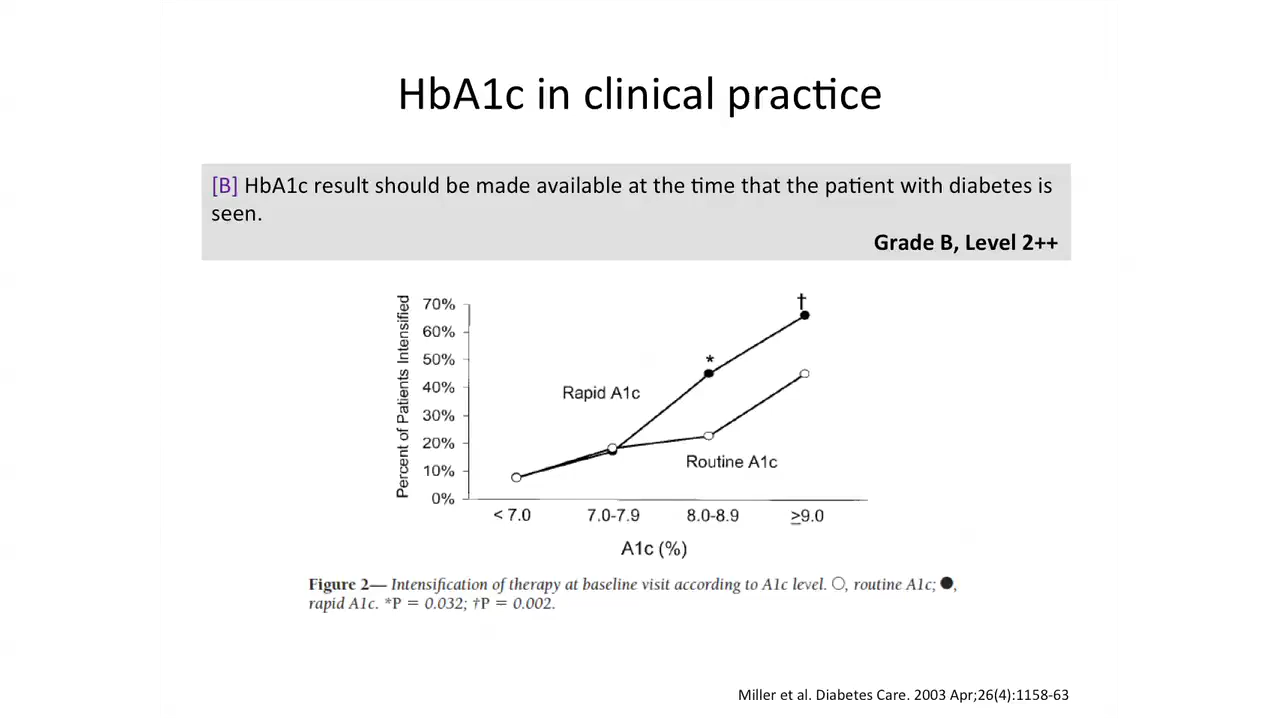 HbA1c in clinical practice
[B] HbA1c result should be made available at the time that the patient with diabetes is
seen.
Grade B, Level 2++
Percent of Patients Intensified
70%
60%
50%
40%
30%
20%
10%
0%
†
*
Rapid A1c
Routine A1c
< 7.0
7.0-7.9
8.0-8.9
≥9.0
A1c (%)
Figure 2— Intensification of therapy at baseline visit according to A1c level. ○, routine A1c; ●,
rapid A1c. *P = 0.032; †P = 0.002.
Miller et al. Diabetes Care. 2003 Apr;26(4):1158-63